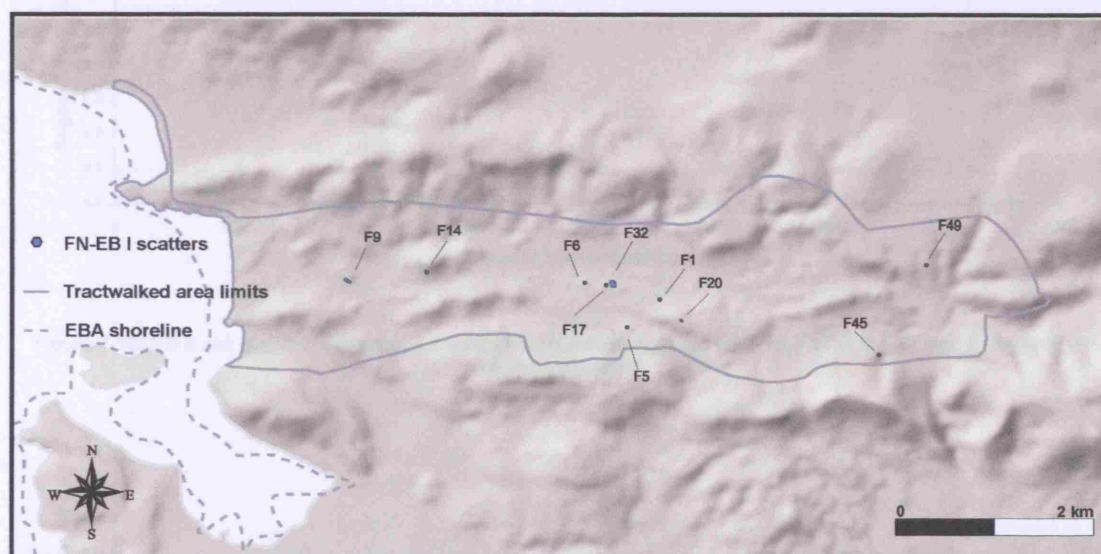 F9
F14
F6
F32
F1
F20
F49
F17
F5
F45
FN-EB I scatters
Tractwalked area limits
EBA shoreline
N
W E
S
0 2 km